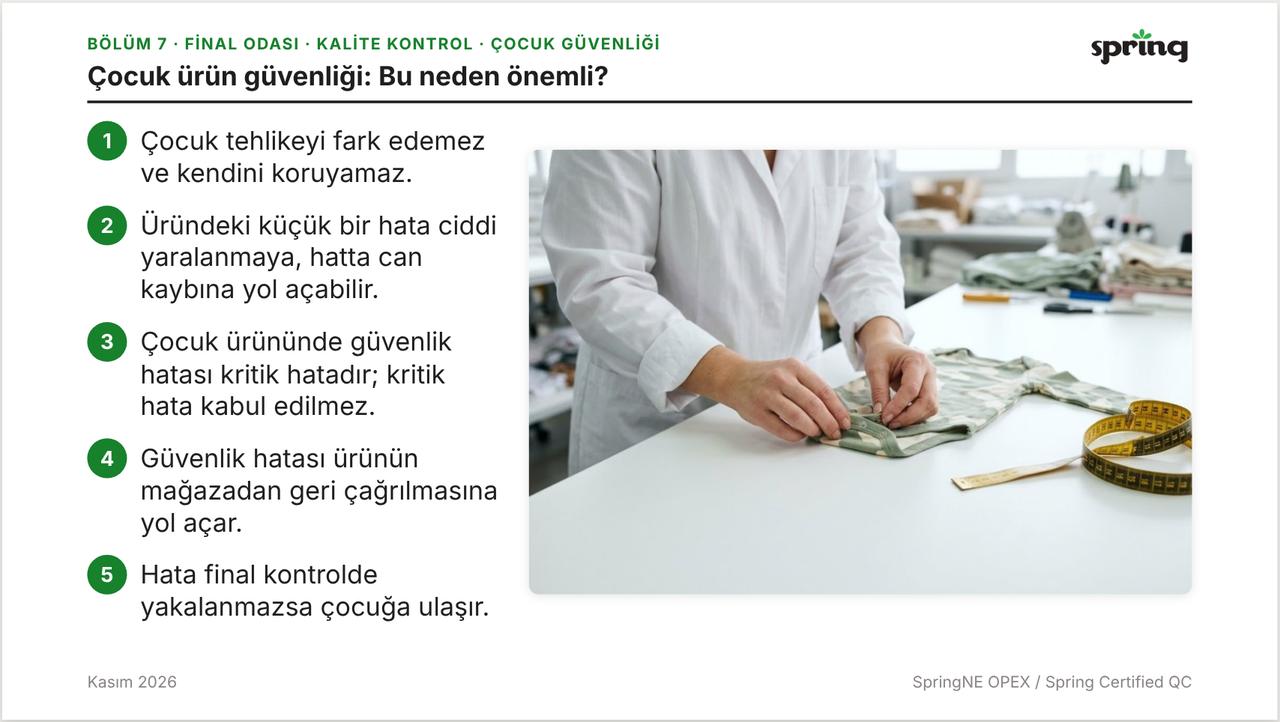 BÖLÜM 7 · FİNAL ODASI · KALİTE KONTROL · ÇOCUK GÜVENLİĞİ
spring
Çocuk ürün güvenliği: Bu neden önemli?
1 Çocuk tehlikeyi fark edemez
ve kendini koruyamaz.
2 Üründeki küçük bir hata ciddi
yaralanmaya, hatta can
kaybına yol açabilir.
3 Çocuk ürününde güvenlik
hatası kritik hatadır; kritik
hata kabul edilmez.
4 Güvenlik hatası ürünün
mağazadan geri çağrılmasına
yol açar.
5 Hata final kontrolde
yakalanmazsa çocuğa ulaşır.
Kasım 2026
SpringNE OPEX / Spring Certified QC